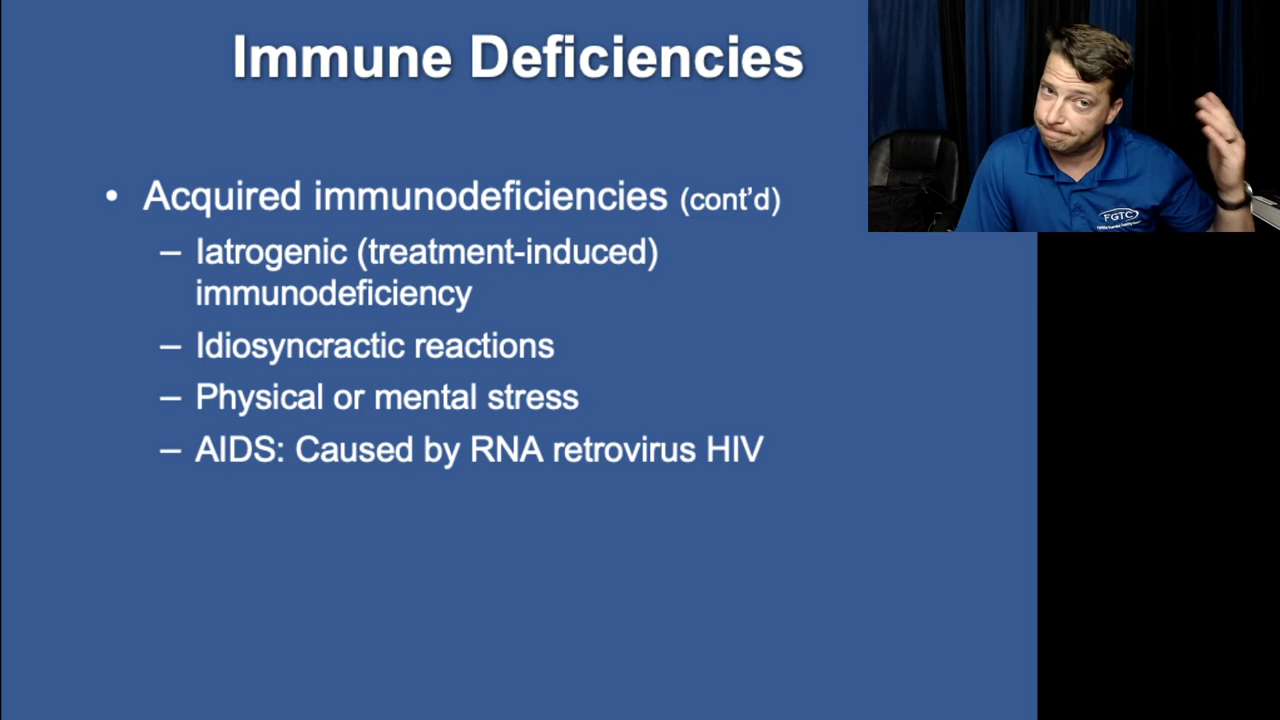 Immune Deficiencies
• Acquired immunodeficiencies (cont’d)
– Iatrogenic (treatment-induced)
immunodeficiency
– Idiosyncractic reactions
– Physical or mental stress
– AIDS: Caused by RNA retrovirus HIV
FGTC